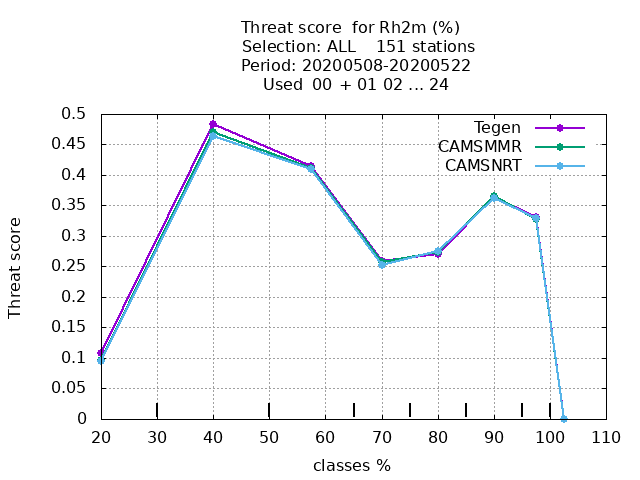 Threat score  for Rh2m (%)
Selection: ALL    151 stations
Period: 20200508-20200522
Used  00  + 01 02 ... 24
Tegen
CAMSMMR
CAMSNRT
Threat score
0.5
0.45
0.4
0.35
0.3
0.25
0.2
0.15
0.1
0.05
0
20 30 40 50 60 70 80 90 100 110
classes %